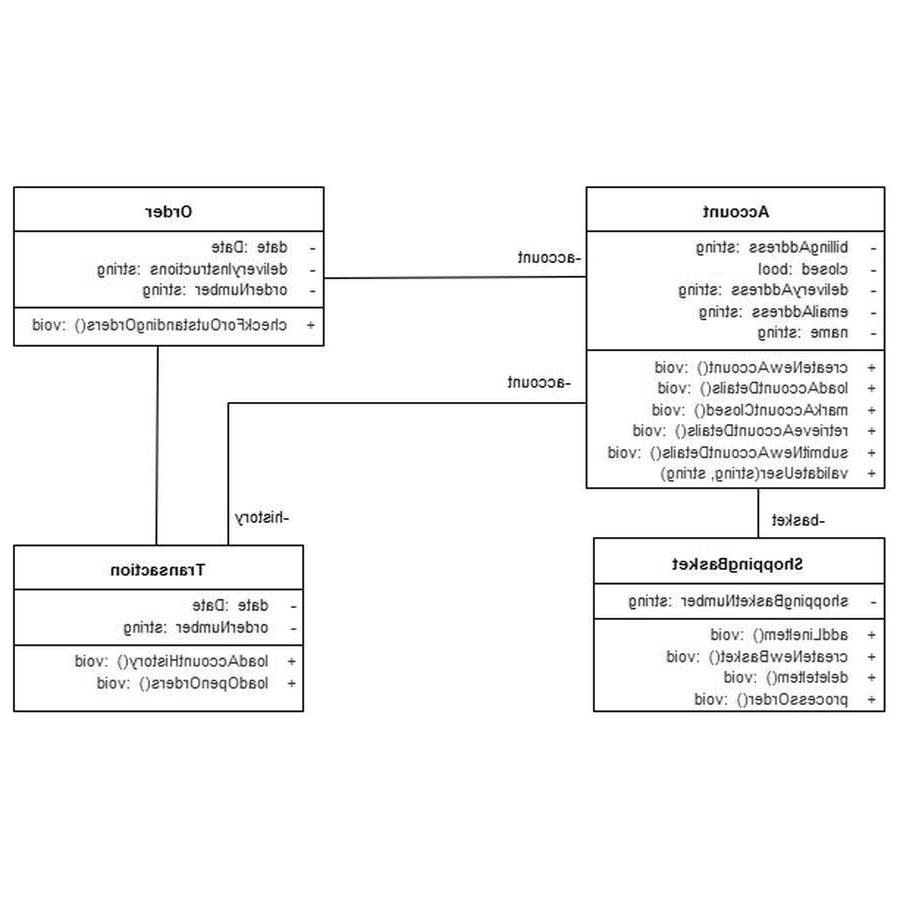 Order
- date :Date
- deliveryInstructions :string
- orderNumber :string
+ checkForOutstandingOrders() :void
Account
- billingAddress :string
- closed :bool
- deliveryAddress :string
- emailAddress :string
- name :string
+ createNewAccount() :void
+ loadAccountDetails() :void
+ markAccountClosed() :void
+ retrieveAccountDetails() :void
+ submitNewAccountDetails() :void
+ validateUser(string, string)
-account
-account
-history
-basket
Transaction
- date :Date
- orderNumber :string
+ loadAccountHistory() :void
+ loadOpenOrders() :void
ShoppingBasket
- shoppingBasketNumber :string
+ addLineItem() :void
+ createNewBasket() :void
+ deleteItem() :void
+ processOrder() :void